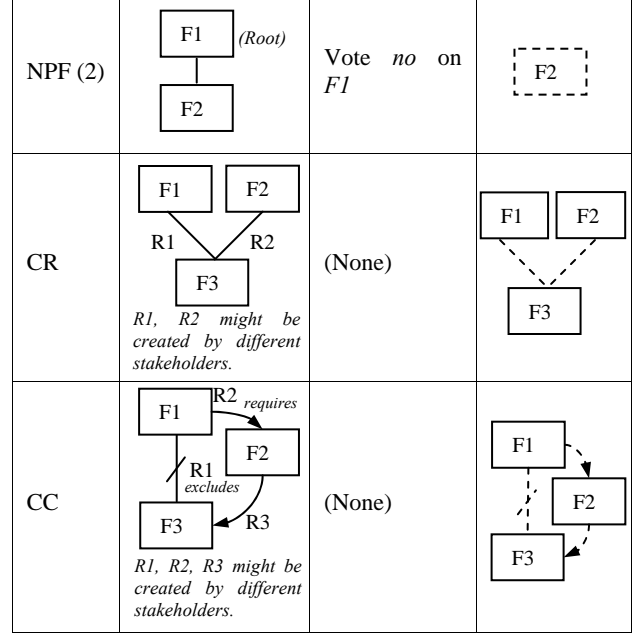 NPF (2)
F1
(Root)
F2
Vote no on
F1
F2
CR
F1
F2
R1
R2
F3
R1, R2 might be
created by different
stakeholders.
(None)
F1
F2
F3
CC
F1
R2 requires
F2
R1
excludes
F3
R3
R1, R2, R3 might be
created by different
stakeholders.
(None)
F1
F2
F3